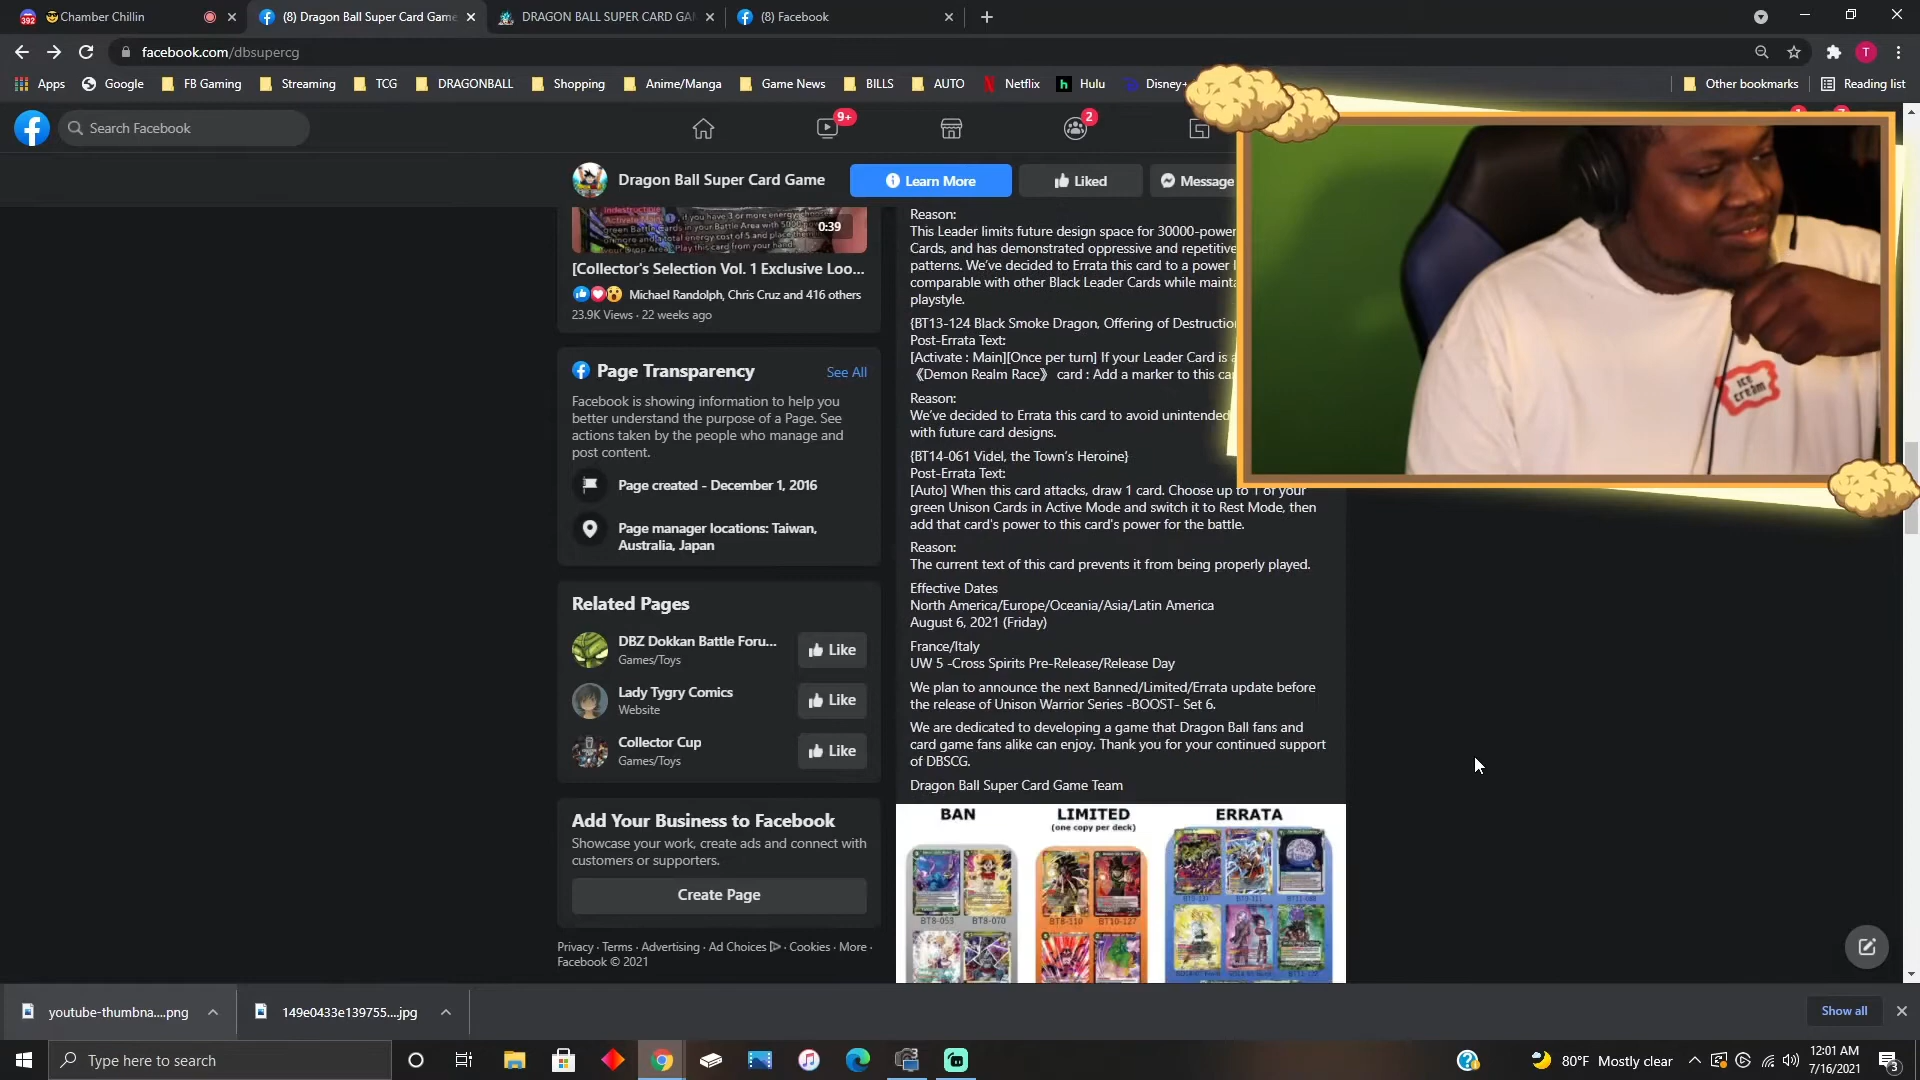 392
Chamber Chillin
(8) Dragon Ball Super Card Game
DRAGON BALL SUPER CARD GA
(8) Facebook
facebook.com/dbsupercg
T
Apps
Google
FB Gaming
Streaming
TCG
DRAGONBALL
Shopping
Anime/Manga
Game News
BILLS
AUTO
Netflix
Hulu
Disney+
Other bookmarks
Reading list
Search Facebook
9+
2
Dragon Ball Super Card Game
Learn More
Liked
Message
Indestructible
0:39
[Collector's Selection Vol. 1 Exclusive Loo...
Michael Randolph, Chris Cruz and 416 others
23.9K Views · 22 weeks ago
Page Transparency
See All
Facebook is showing information to help you
better understand the purpose of a Page. See
actions taken by the people who manage and
post content.
Page created - December 1, 2016
Page manager locations: Taiwan,
Australia, Japan
Related Pages
DBZ Dokkan Battle Foru...
Games/Toys
Like
Lady Tygry Comics
Website
Like
Collector Cup
Games/Toys
Like
Add Your Business to Facebook
Showcase your work, create ads and connect with
customers or supporters.
Create Page
Privacy · Terms · Advertising · Ad Choices · Cookies · More ·
Facebook © 2021
Reason:
This Leader limits future design space for 30000-power
Cards, and has demonstrated oppressive and repetitive
patterns. We've decided to Errata this card to a power
comparable with other Black Leader Cards while
playstyle.
{BT13-124 Black Smoke Dragon, Offering of Destruction
Post-Errata Text:
[Activate : Main][Once per turn] If your Leader Card is a
《Demon Realm Race》 card : Add a marker to this
Reason:
We've decided to Errata this card to avoid unintended
with future card designs.
{BT14-061 Videl, the Town's Heroine}
Post-Errata Text:
[Auto] When this card attacks, draw 1 card. Choose up to 1 of your
green Unison Cards in Active Mode and switch it to Rest Mode, then
add that card's power to this card's power for the battle.
Reason:
The current text of this card prevents it from being properly played.
Effective Dates
North America/Europe/Oceania/Asia/Latin America
August 6, 2021 (Friday)
France/Italy
UW 5 -Cross Spirits Pre-Release/Release Day
We plan to announce the next Banned/Limited/Errata update before
the release of Unison Warrior Series -BOOST- Set 6.
We are dedicated to developing a game that Dragon Ball fans and
card game fans alike can enjoy. Thank you for your continued support
of DBSCG.
Dragon Ball Super Card Game Team
BAN
LIMITED
(one copy per deck)
ERRATA
BT8-053
BT8-070
BT8-110
BT10-127
ice
cream
youtube-thumbna....png
149e0433e139755....jpg
Show all
Type here to search
80°F Mostly clear
12:01 AM
7/16/2021
3